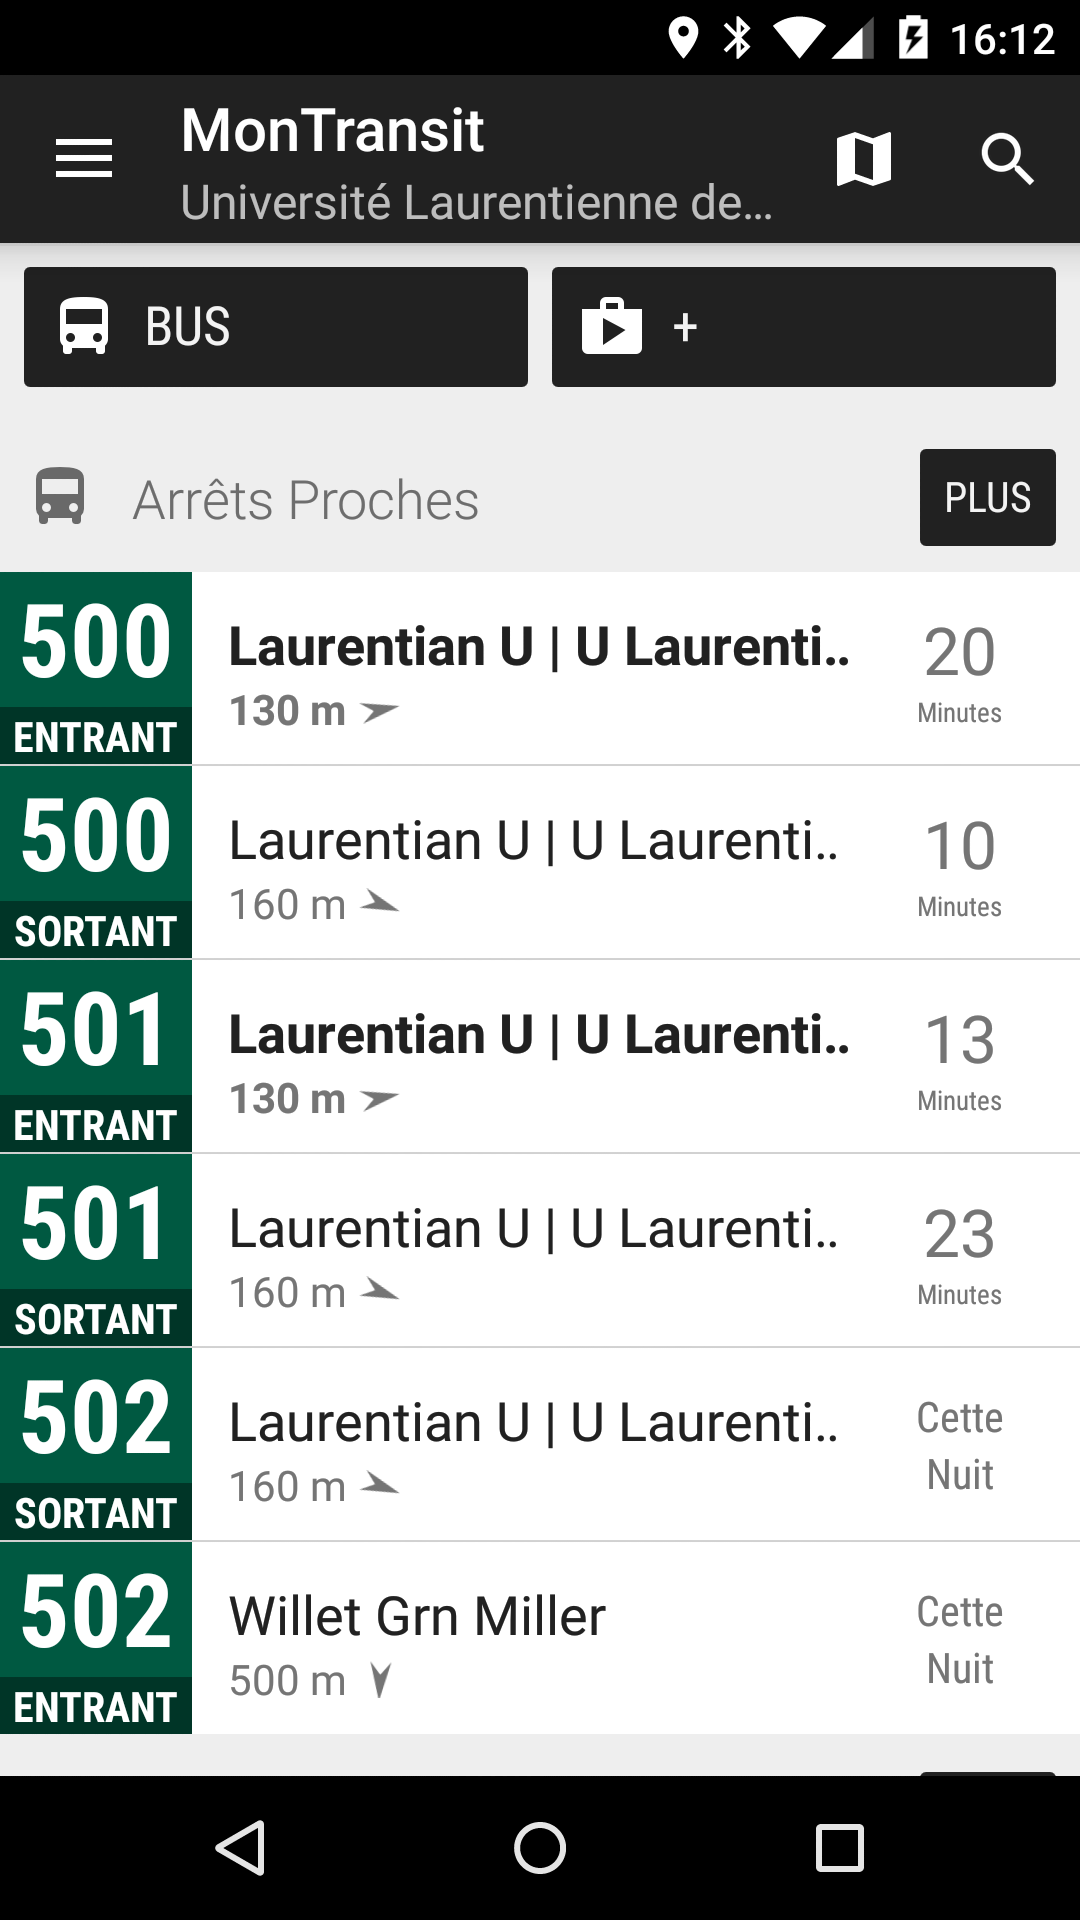 16:12
MonTransit
Université Laurentienne de...
BUS
+
Arrêts Proches
PLUS
500
ENTRANT
Laurentian U | U Laurenti..
130 m
20
Minutes
500
SORTANT
Laurentian U | U Laurenti..
160 m
10
Minutes
501
ENTRANT
Laurentian U | U Laurenti..
130 m
13
Minutes
501
SORTANT
Laurentian U | U Laurenti..
160 m
23
Minutes
502
SORTANT
Laurentian U | U Laurenti..
160 m
Cette
Nuit
502
ENTRANT
Willet Grn Miller
500 m
Cette
Nuit